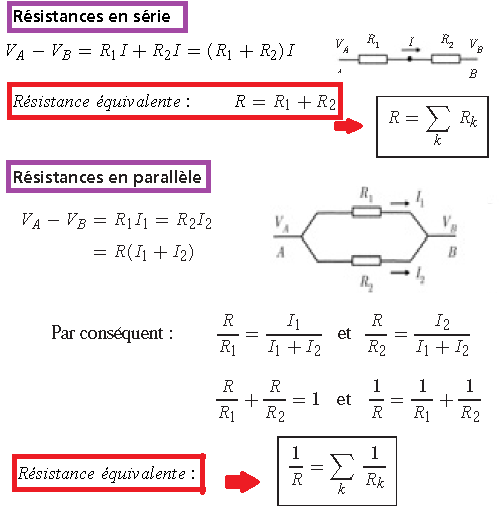 Résistances en série
V_A − V_B = R_1 I + R_2 I = (R_1 + R_2) I
V_A R_1 I R_2 V_B
A B
Résistance équivalente : R = R_1 + R_2
R = ∑_k R_k
Résistances en parallèle
V_A − V_B = R_1 I_1 = R_2 I_2
= R(I_1 + I_2)
R_1 I_1
V_A V_B
A B
R_2 I_2
Par conséquent : R/R_1 = I_1/(I_1 + I_2) et R/R_2 = I_2/(I_1 + I_2)
R/R_1 + R/R_2 = 1 et 1/R = 1/R_1 + 1/R_2
Résistance équivalente : 1/R = ∑_k 1/R_k